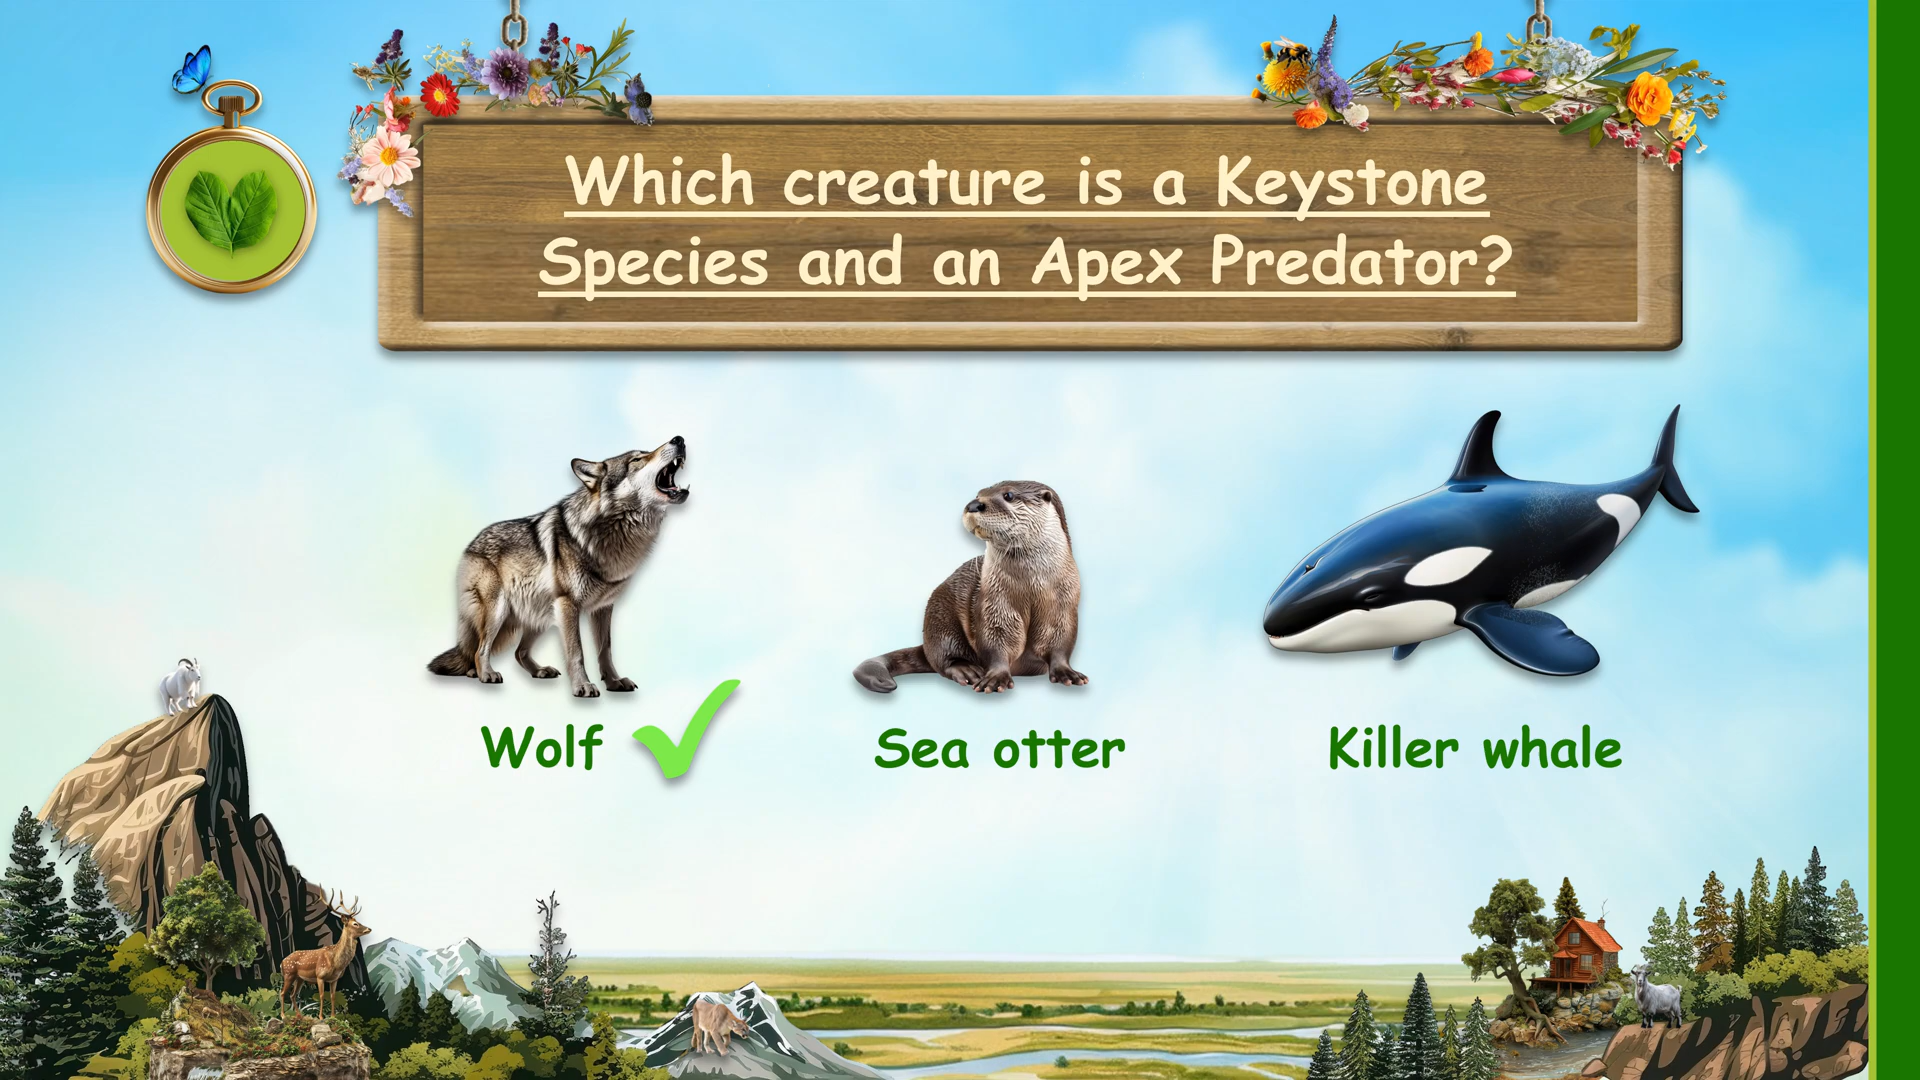 Which creature is a Keystone
Species and an Apex Predator?
Wolf
Sea otter
Killer whale